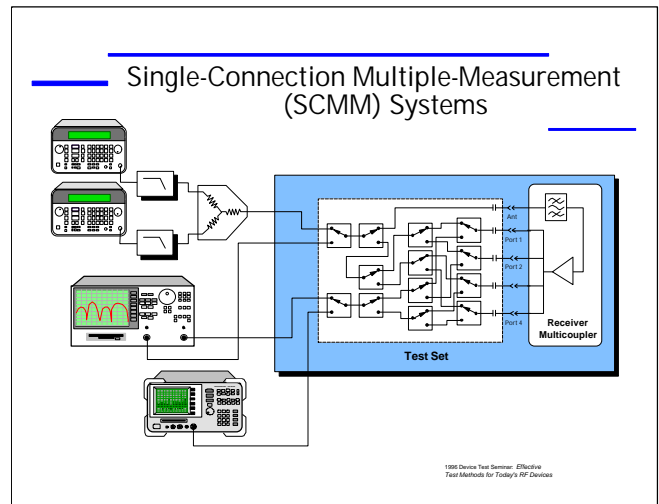 Single-Connection Multiple-Measurement
(SCMM) Systems
Ant
Port 1
Port 2
Port 4
Receiver
Multicoupler
Test Set
1996 Device Test Seminar: Effective
Test Methods for Today's RF Devices